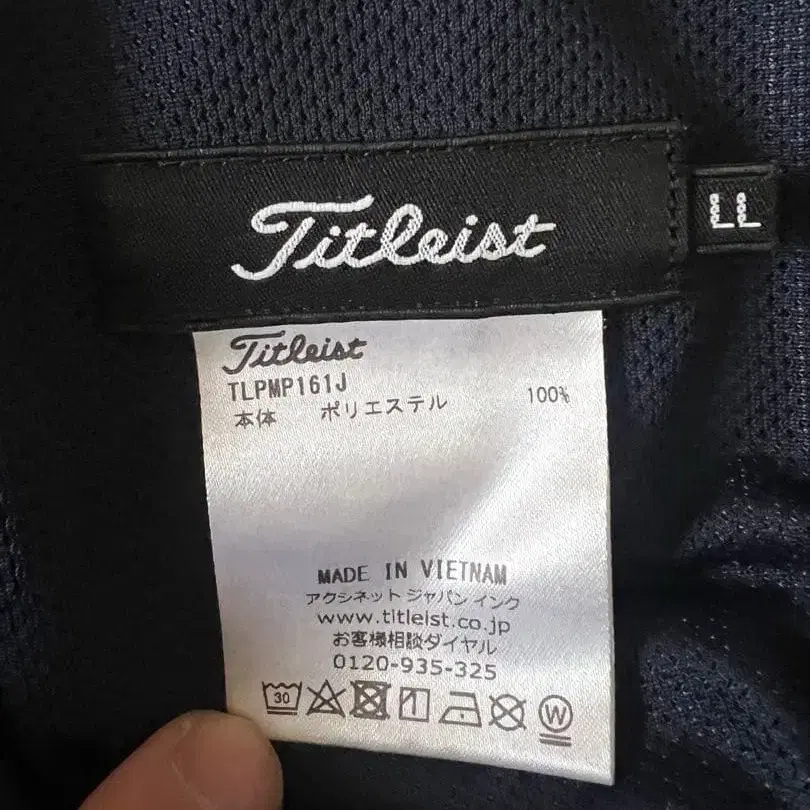 Titleist
LL
Titleist
TLPMP161J
本体 ポリエステル 100%
MADE IN VIETNAM
アクシネット ジャパン インク
www.titleist.co.jp
お客様相談ダイヤル
0120-935-325
30
W